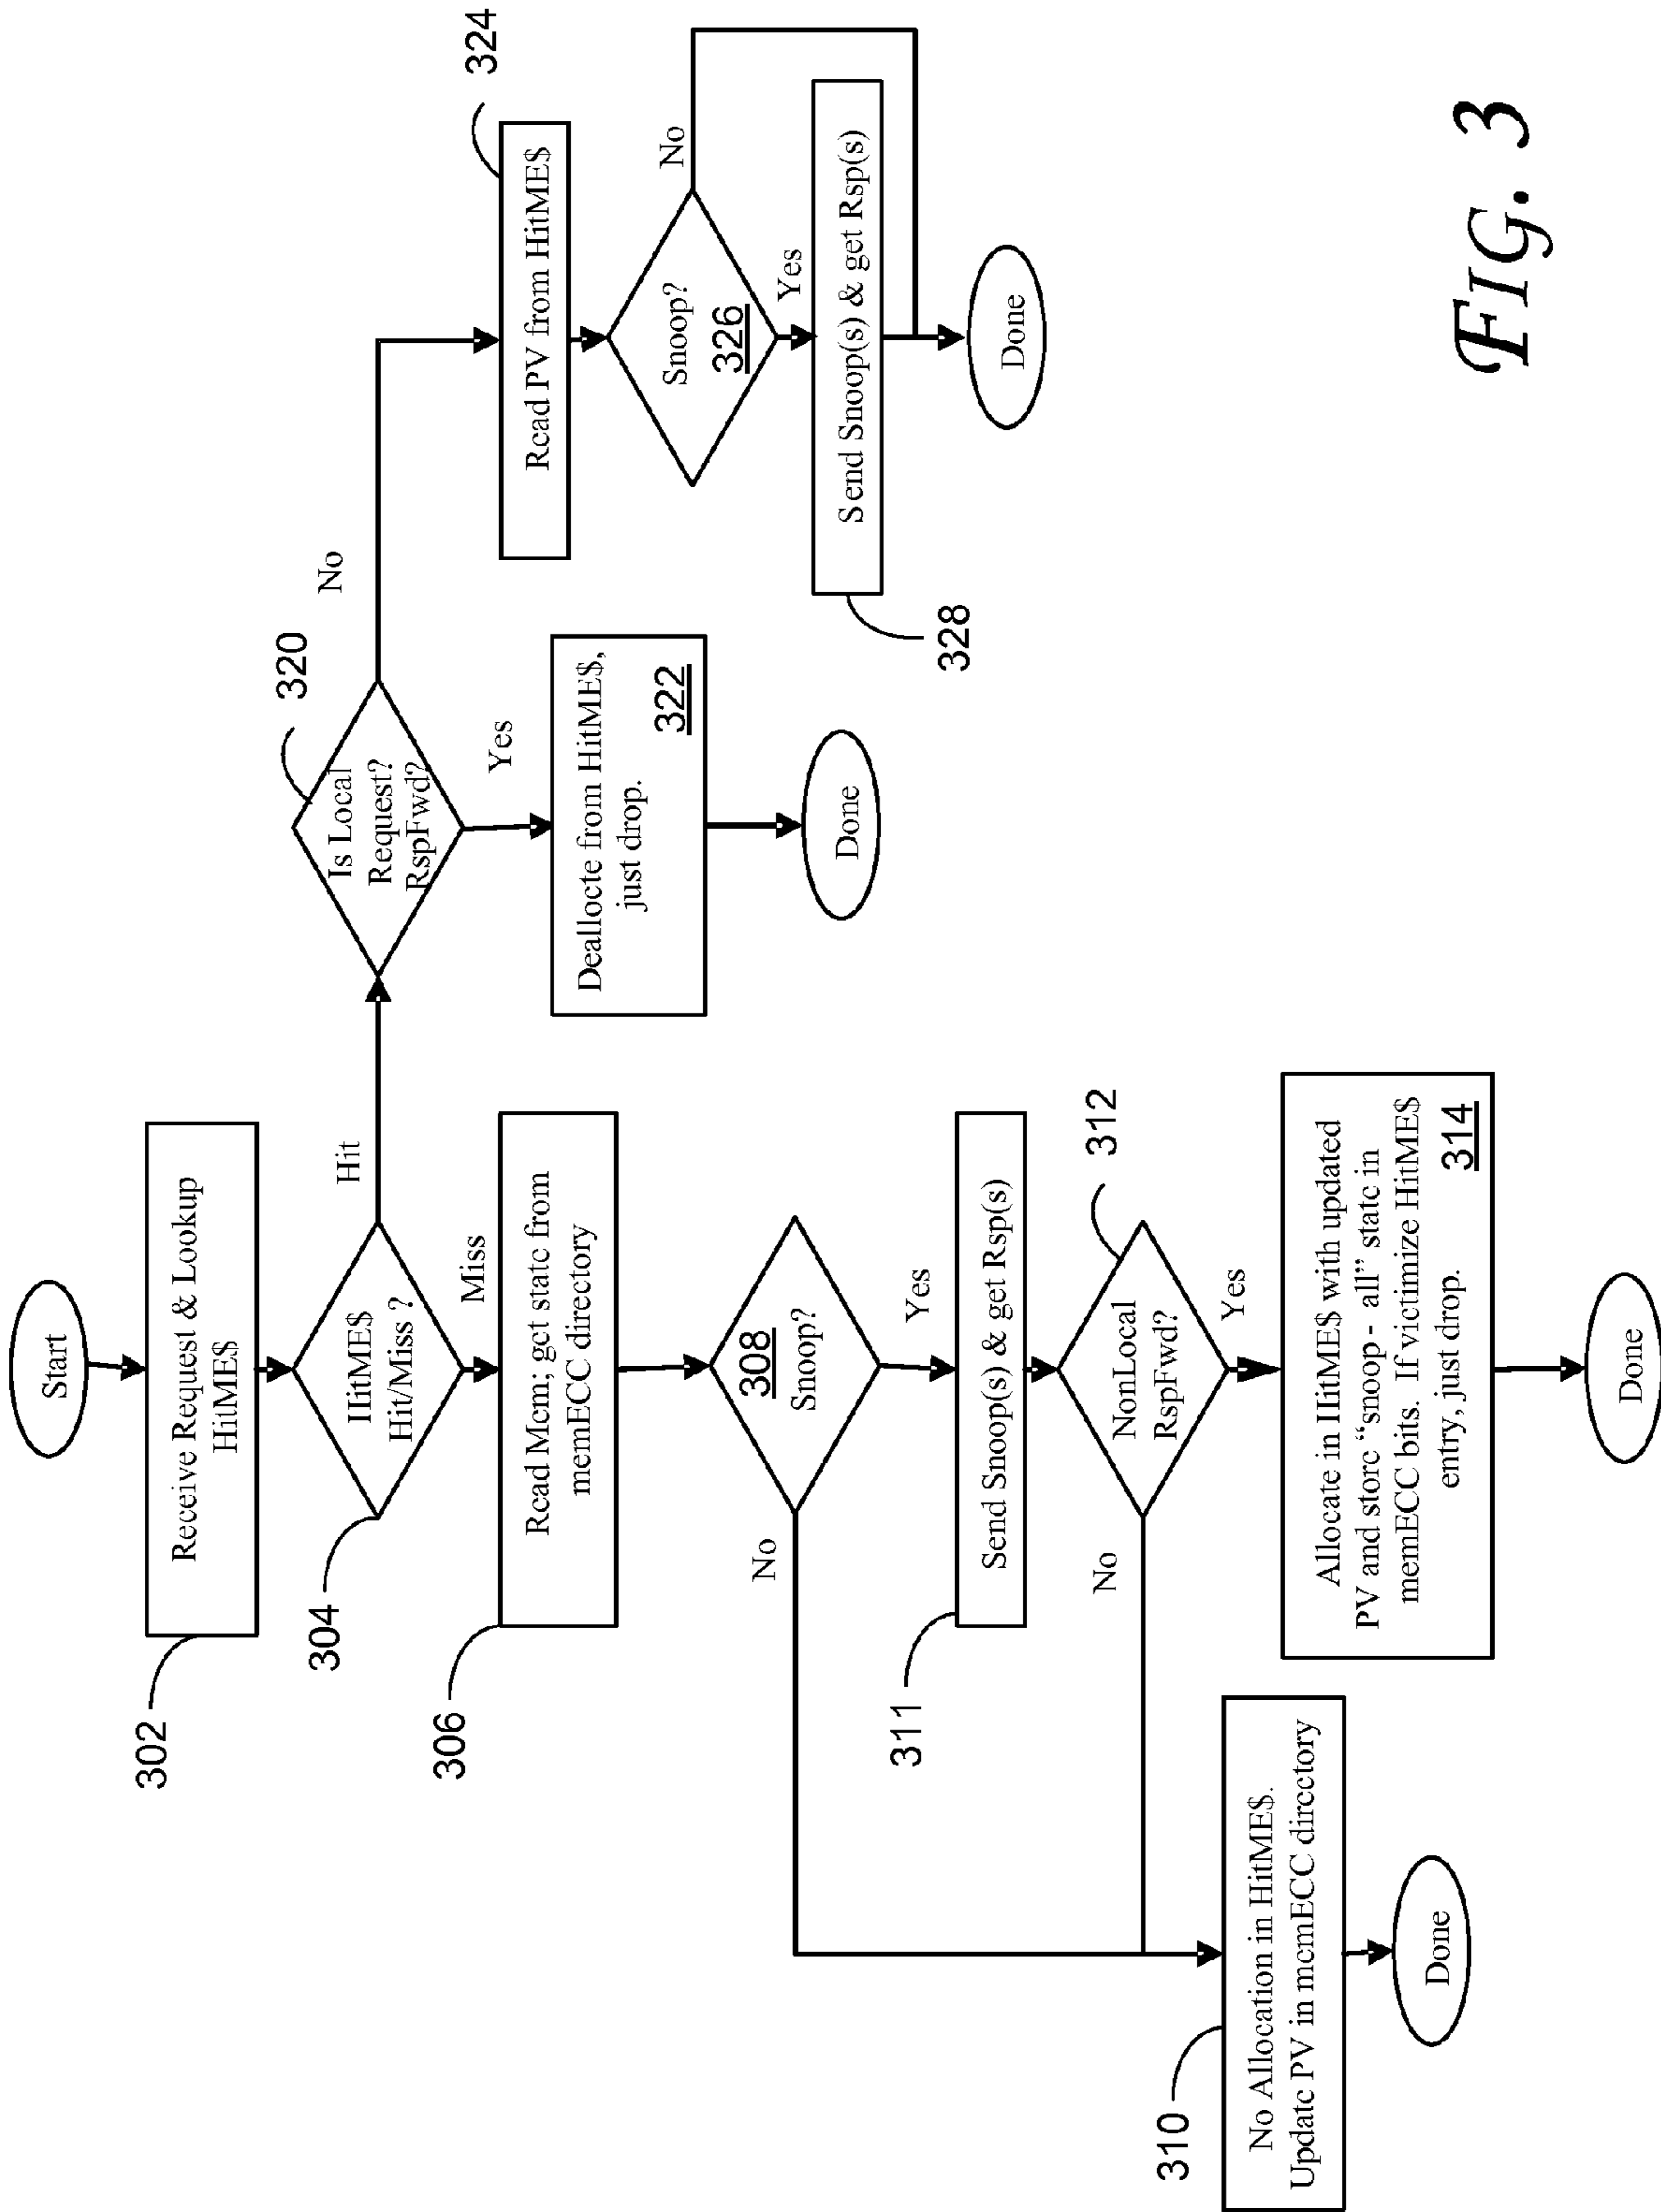 Start
Receive Request & Lookup
HitME$
302
HitME$
Hit/Miss ?
304
Hit
Miss
Read Mem; get state from
memECC directory
306
308
Snoop?
No
Yes
Send Snoop(s) & get Rsp(s)
311
NonLocal
RspFwd?
312
No
Yes
No Allocation in HitME$.
Update PV in memECC directory
310
Done
Allocate in HitME$ with updated
PV and store “snoop - all” state in
memECC bits. If victimize HitME$
entry, just drop.
314
Done
Is Local
Request?
RspFwd?
320
Yes
No
Deallocte from HitME$,
just drop.
322
Done
Read PV from HitME$
324
Snoop?
326
No
Yes
Send Snoop(s) & get Rsp(s)
328
Done
FIG. 3